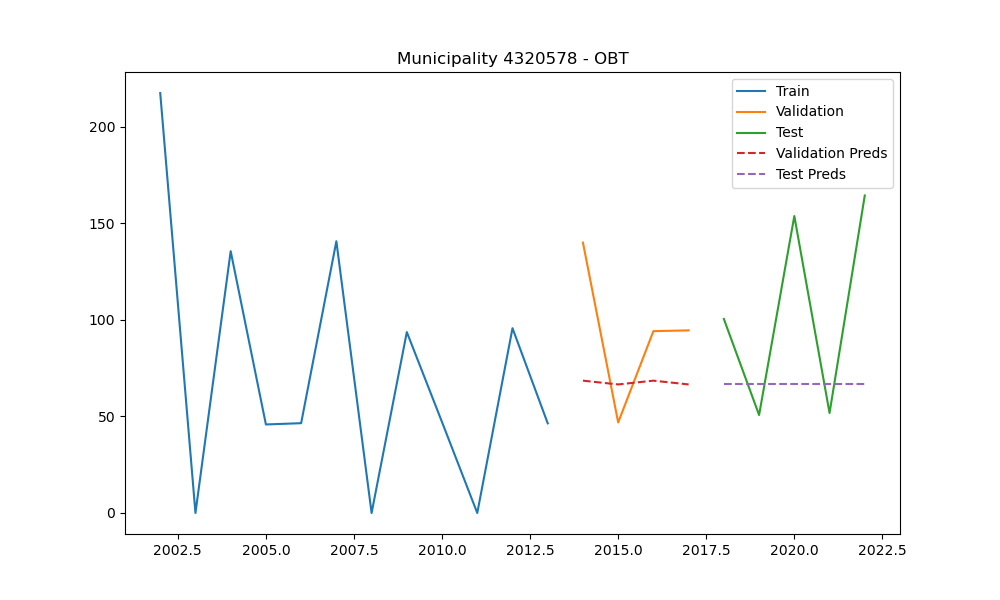 Municipality 4320578 - OBT
Train
Validation
Test
Validation Preds
Test Preds
200
150
100
50
0
2002.5 2005.0 2007.5 2010.0 2012.5 2015.0 2017.5 2020.0 2022.5